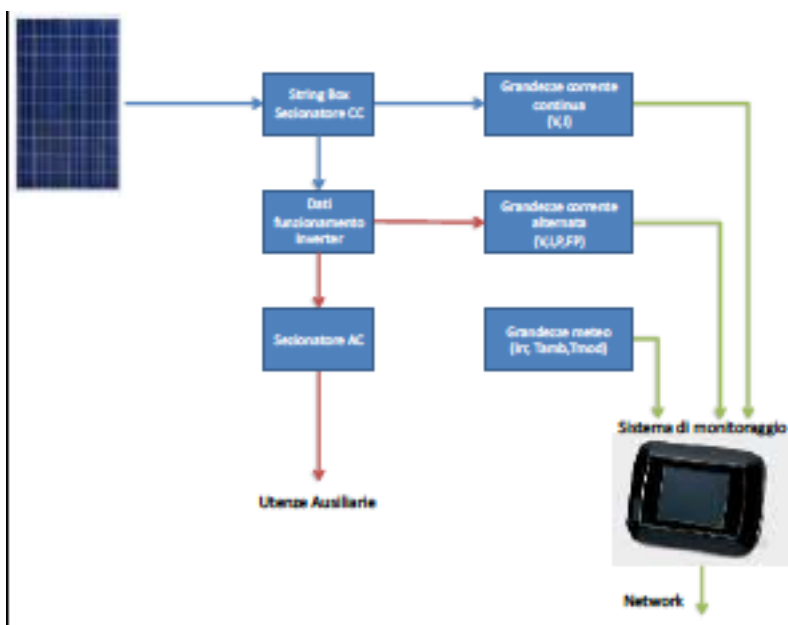 String Box
Sezionatore CC
Grandezze corrente
continua
(V,I)
Dati
funzionamento
inverter
Grandezze corrente
alternata
(V,I,P,FP)
Sezionatore AC
Grandezze meteo
(Irr, Tamb,Tmod)
Sistema di monitoraggio
Utenze Ausiliarie
Network